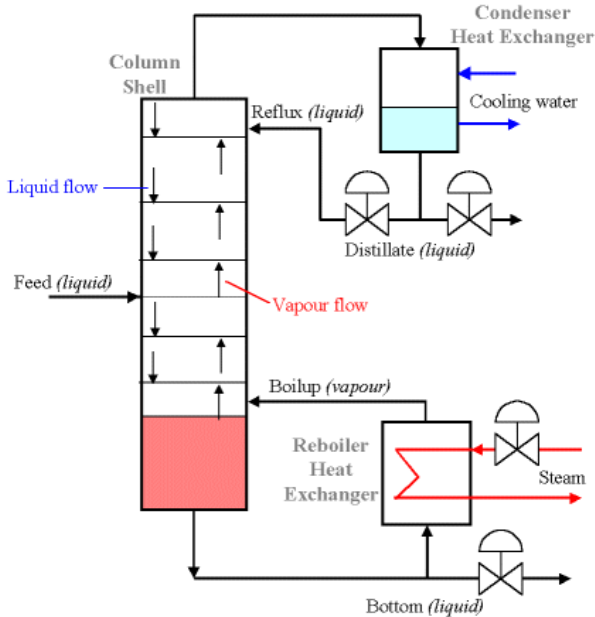 Condenser
Heat Exchanger
Column
Shell
Reflux (liquid)
Cooling water
Liquid flow
Distillate (liquid)
Feed (liquid)
Vapour flow
Boilup (vapour)
Reboiler
Heat
Exchanger
Steam
Bottom (liquid)